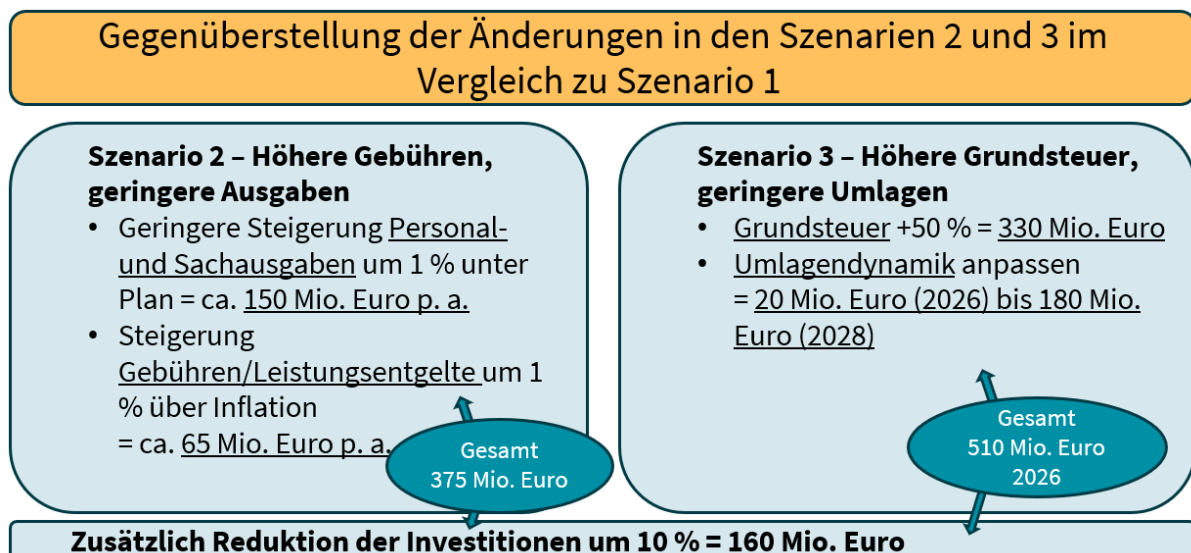 Gegenüberstellung der Änderungen in den Szenarien 2 und 3 im
Vergleich zu Szenario 1
Szenario 2 – Höhere Gebühren,
geringere Ausgaben
• Geringere Steigerung Personal-
und Sachausgaben um 1 % unter
Plan = ca. 150 Mio. Euro p. a.
• Steigerung
Gebühren/Leistungsentgelte um 1
% über Inflation
= ca. 65 Mio. Euro p. a.
Gesamt
375 Mio. Euro
Szenario 3 – Höhere Grundsteuer,
geringere Umlagen
• Grundsteuer +50 % = 330 Mio. Euro
• Umlagendynamik anpassen
= 20 Mio. Euro (2026) bis 180 Mio.
Euro (2028)
Gesamt
510 Mio. Euro
2026
Zusätzlich Reduktion der Investitionen um 10 % = 160 Mio. Euro